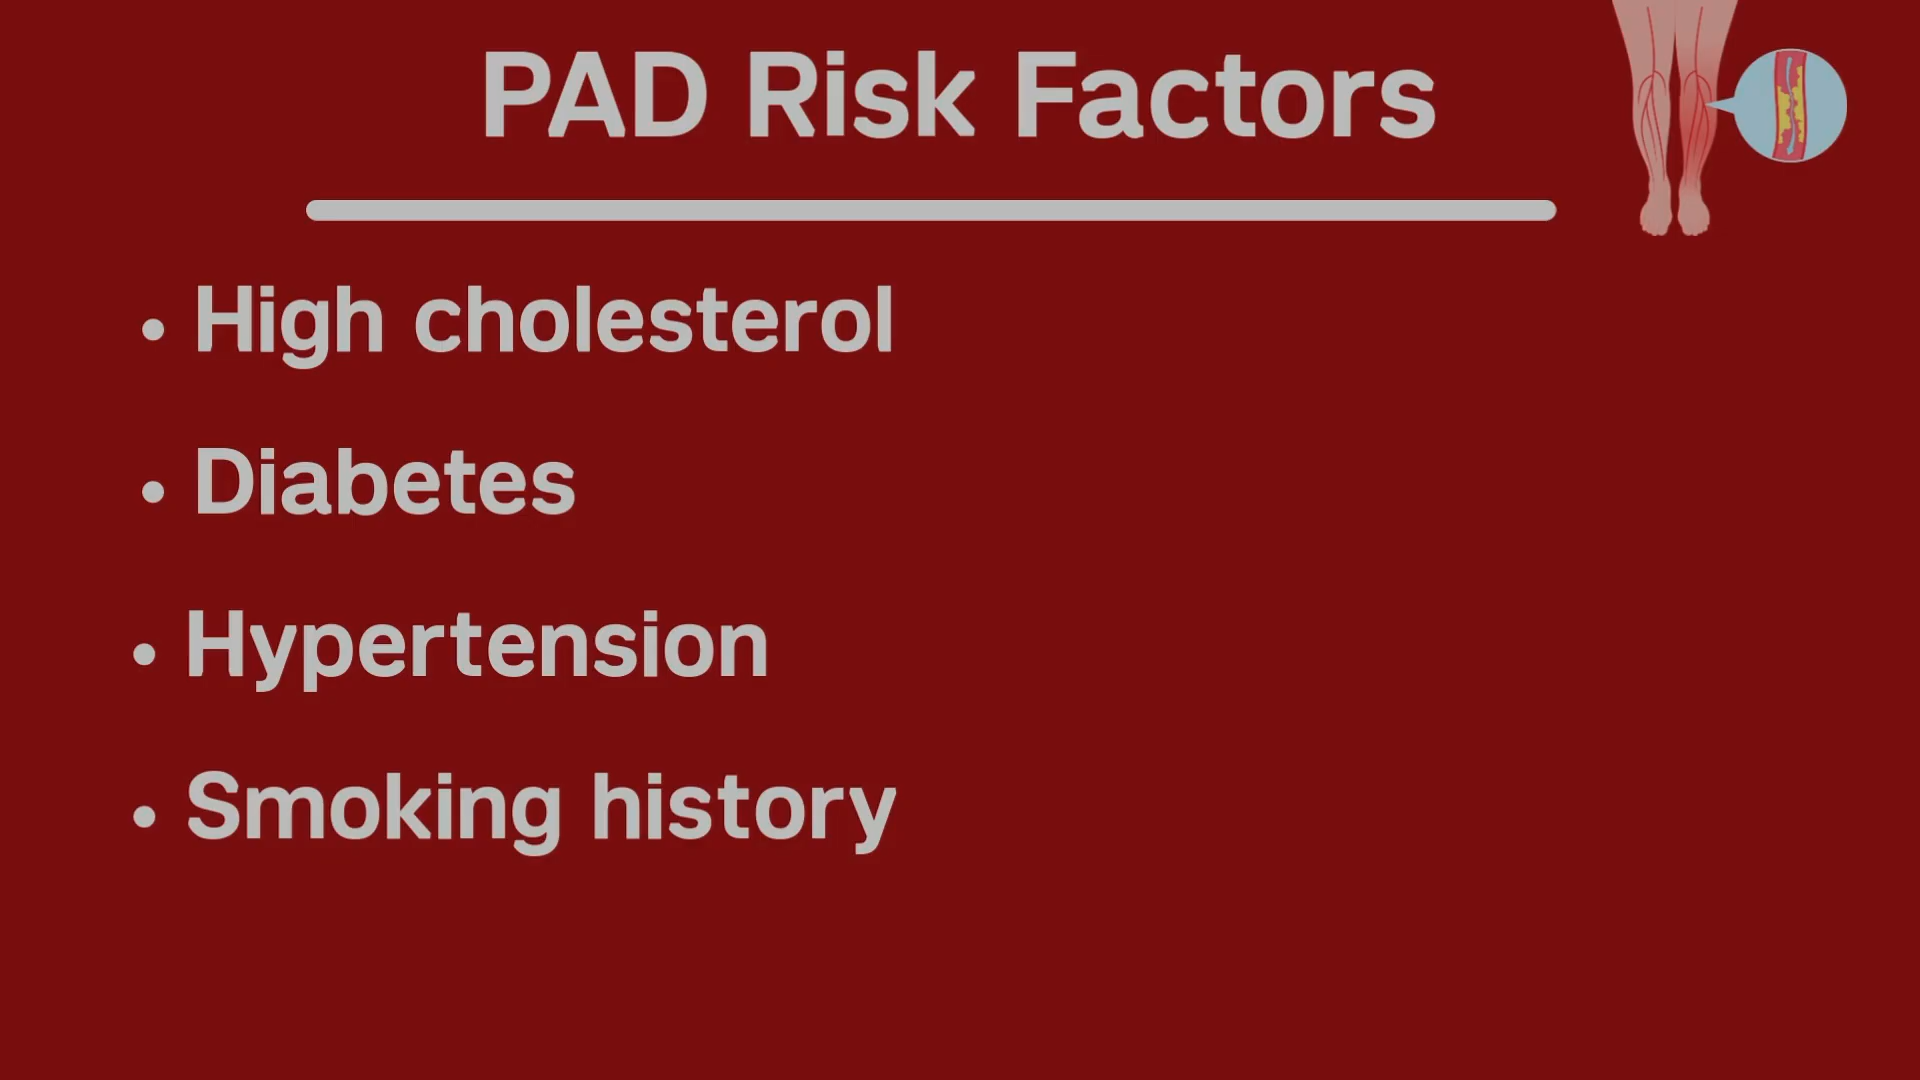 PAD Risk Factors
• High cholesterol
• Diabetes
• Hypertension
• Smoking history